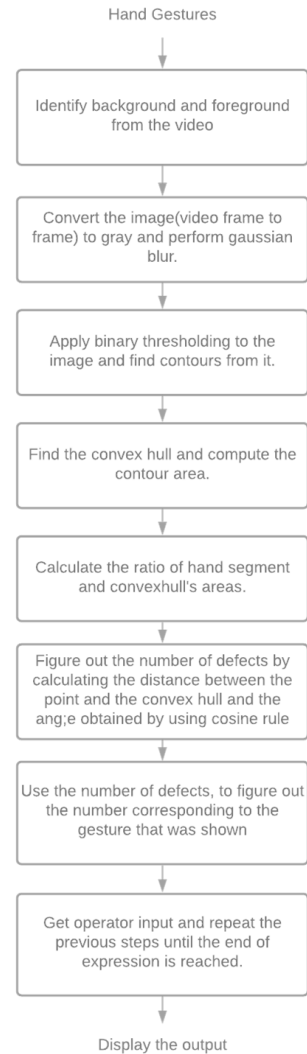 Hand Gestures
Identify background and foreground
from the video
Convert the image(video frame to
frame) to gray and perform gaussian
blur.
Apply binary thresholding to the
image and find contours from it.
Find the convex hull and compute the
contour area.
Calculate the ratio of hand segment
and convexhull's areas.
Figure out the number of defects by
calculating the distance between the
point and the convex hull and the
ang;e obtained by using cosine rule
Use the number of defects, to figure out
the number corresponding to the
gesture that was shown
Get operator input and repeat the
previous steps until the end of
expression is reached.
Display the output